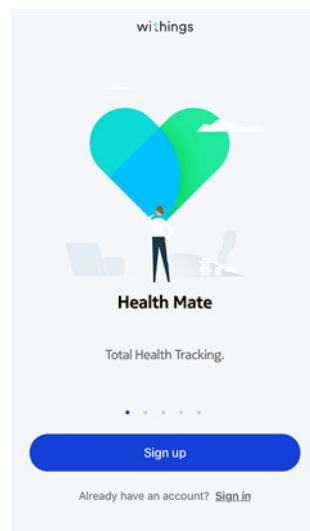 withings
Health Mate
Total Health Tracking.
Sign up
Already have an account? Sign in